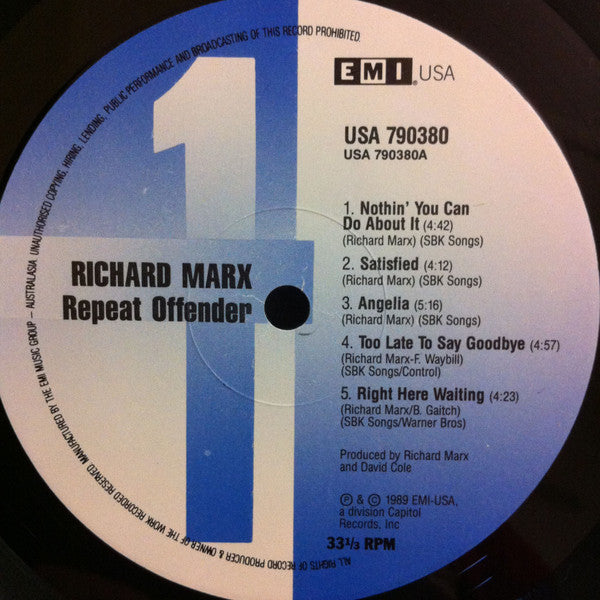 1
EMI® USA
USA 790380
USA 790380A
1. Nothin' You Can
Do About It (4:42)
(Richard Marx) (SBK Songs)
2. Satisfied (4:12)
(Richard Marx) (SBK Songs)
3. Angelia (5:16)
(Richard Marx) (SBK Songs)
4. Too Late To Say Goodbye (4:57)
(Richard Marx-F. Waybill)
(SBK Songs/Control)
5. Right Here Waiting (4:23)
(Richard Marx/B. Gaitch)
(SBK Songs/Warner Bros)
Produced by Richard Marx
and David Cole
℗ & © 1989 EMI-USA,
a division Capitol
Records, Inc
33⅓ RPM
RICHARD MARX
Repeat Offender
ALL RIGHTS OF RECORD PRODUCER & OWNER OF THE WORK RECORDED RESERVED MANUFACTURED BY THE EMI MUSIC GROUP – AUSTRALASIA UNAUTHORISED COPYING, HIRING, LENDING, PUBLIC PERFORMANCE AND BROADCASTING OF THIS RECORD PROHIBITED.